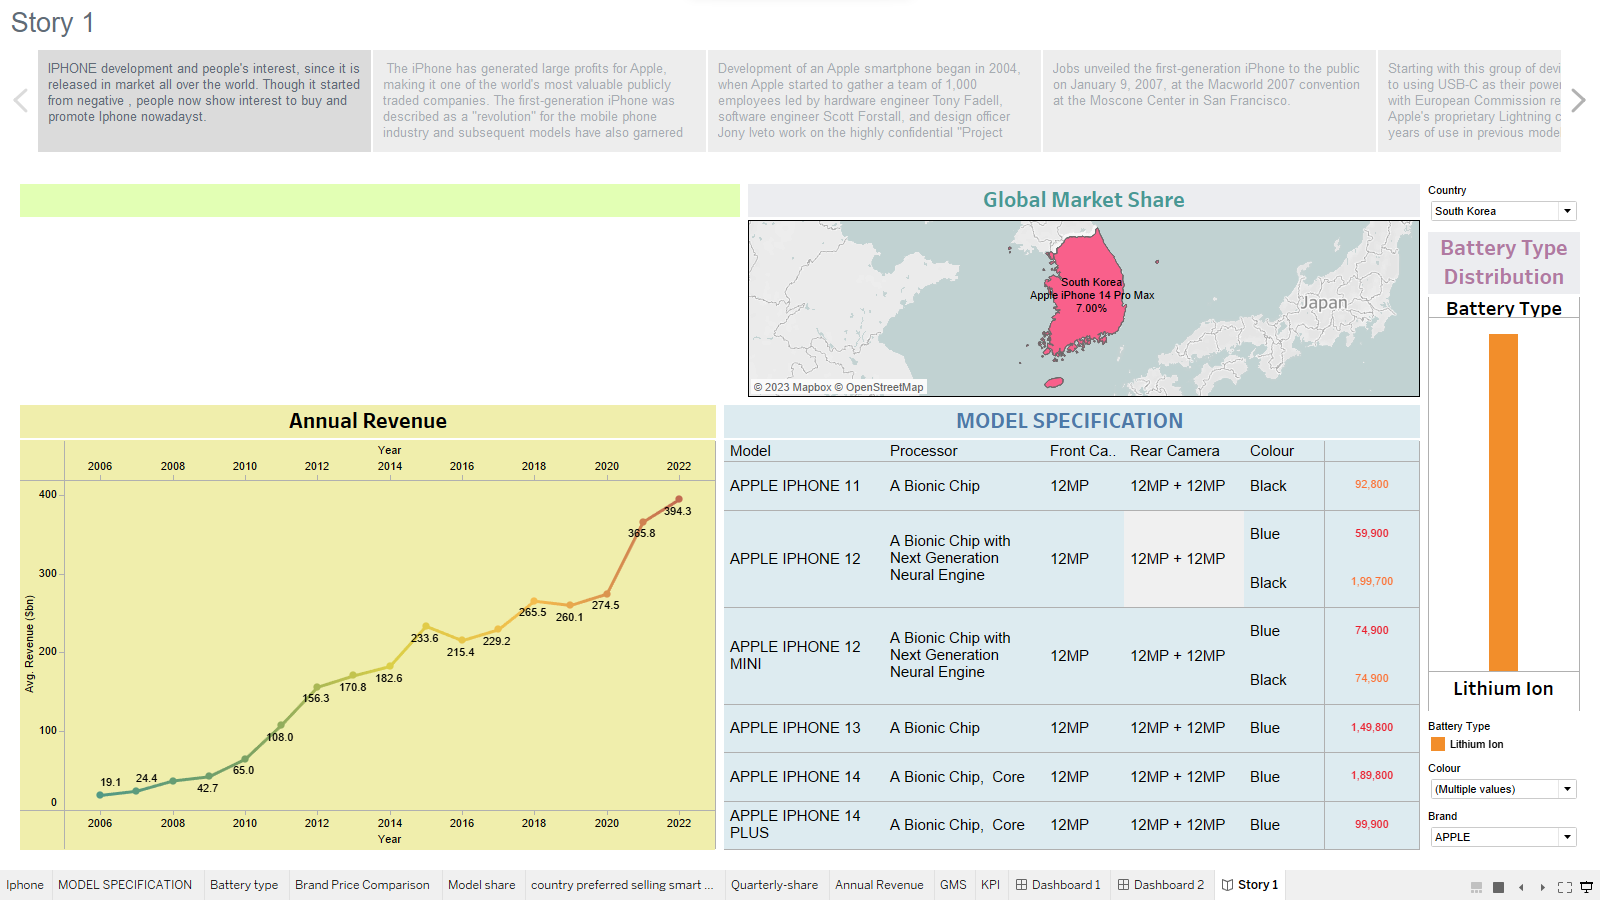 Story 1
IPHONE development and people's interest, since it is
released in market all over the world. Though it started
from negative , people now show interest to buy and
promote Iphone nowadayst.
The iPhone has generated large profits for Apple,
making it one of the world's most valuable publicly
traded companies. The first-generation iPhone was
described as a "revolution" for the mobile phone
industry and subsequent models have also garnered
Development of an Apple smartphone began in 2004,
when Apple started to gather a team of 1,000
employees led by hardware engineer Tony Fadell,
software engineer Scott Forstall, and design officer
Jony Iveto work on the highly confidential "Project
Jobs unveiled the first-generation iPhone to the public
on January 9, 2007, at the Macworld 2007 convention
at the Moscone Center in San Francisco.
Starting with this group of devi
to using USB-C as their power
with European Commission re
Apple's proprietary Lightning c
years of use in previous mode
Global Market Share
South Korea
Apple iPhone 14 Pro Max
7.00%
Japan
© 2023 Mapbox © OpenStreetMap
Country
South Korea
Battery Type
Distribution
Battery Type
Lithium Ion
Battery Type
Lithium Ion
Colour
(Multiple values)
Brand
APPLE
Annual Revenue
Year
2006 2008 2010 2012 2014 2016 2018 2020 2022
Avg. Revenue ($bn)
400
300
200
100
0
19.1
24.4
42.7
65.0
108.0
156.3
170.8
182.6
233.6
215.4
229.2
265.5
260.1
274.5
365.8
394.3
2006 2008 2010 2012 2014 2016 2018 2020 2022
Year
MODEL SPECIFICATION
Model Processor Front Ca.. Rear Camera Colour
APPLE IPHONE 11 A Bionic Chip 12MP 12MP + 12MP Black 92,800
APPLE IPHONE 12
A Bionic Chip with
Next Generation
Neural Engine
12MP 12MP + 12MP
Blue 59,900
Black 1,99,700
APPLE IPHONE 12
MINI
A Bionic Chip with
Next Generation
Neural Engine
12MP 12MP + 12MP
Blue 74,900
Black 74,900
APPLE IPHONE 13 A Bionic Chip 12MP 12MP + 12MP Blue 1,49,800
APPLE IPHONE 14 A Bionic Chip, Core 12MP 12MP + 12MP Blue 1,89,800
APPLE IPHONE 14
PLUS
A Bionic Chip, Core 12MP 12MP + 12MP Blue 99,900
Iphone MODEL SPECIFICATION Battery type Brand Price Comparison Model share country preferred selling smart ... Quarterly-share Annual Revenue GMS KPI Dashboard 1 Dashboard 2 Story 1